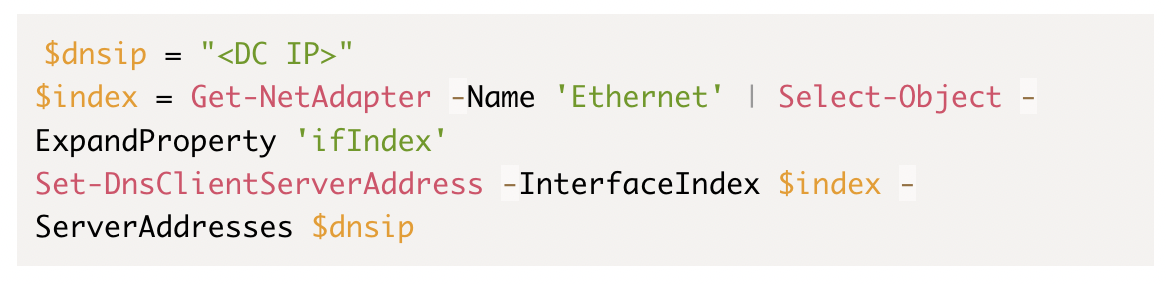 $dnsip = "<DC IP>"
$index = Get-NetAdapter -Name 'Ethernet' | Select-Object -
ExpandProperty 'ifIndex'
Set-DnsClientServerAddress -InterfaceIndex $index -
ServerAddresses $dnsip